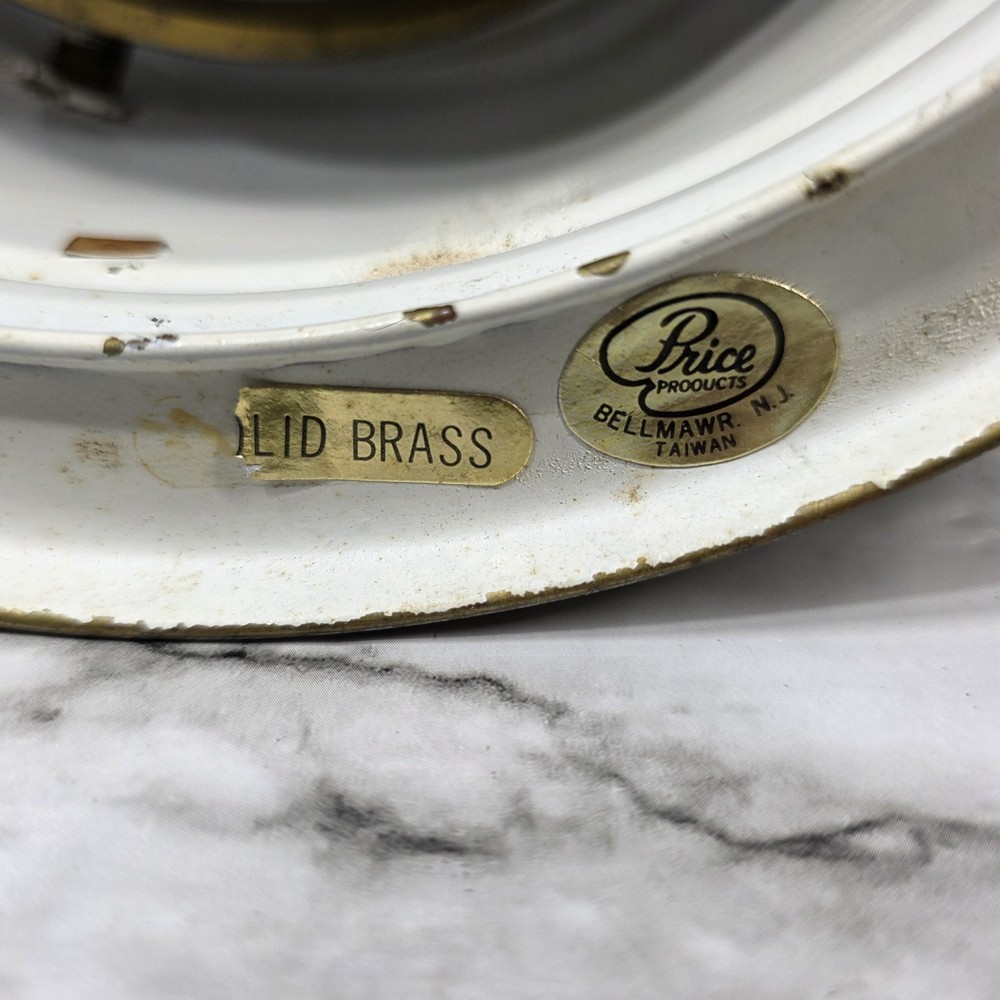 OLID BRASS
Price
PRODUCTS
BELLMAWR. N.J.
TAIWAN